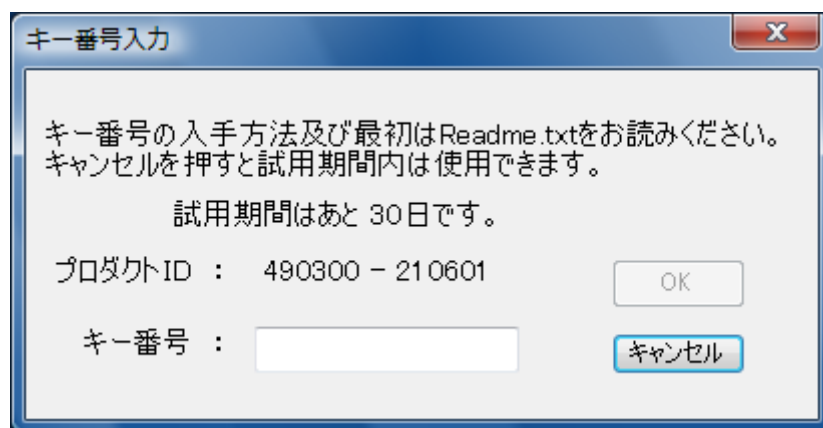 キー番号入力
キー番号の入手方法及び最初はReadme.txtをお読みください。
キャンセルを押すと試用期間内は使用できます。
試用期間はあと 30日です。
プロダクトID : 490300 - 210601
OK
キー番号 :
キャンセル